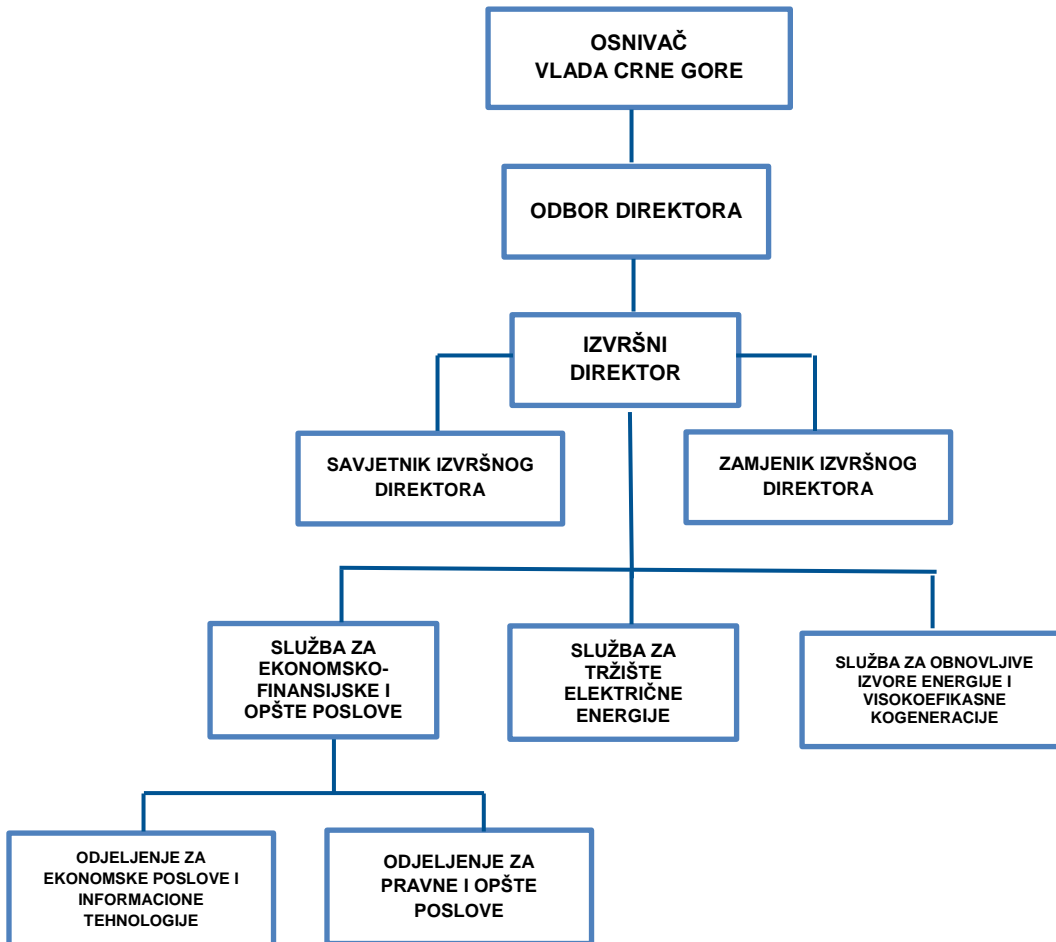 OSNIVAČ
VLADA CRNE GORE
ODBOR DIREKTORA
IZVRŠNI
DIREKTOR
SAVJETNIK IZVRŠNOG
DIREKTORA
ZAMJENIK IZVRŠNOG
DIREKTORA
SLUŽBA ZA
EKONOMSKO-
FINANSIJSKE I
OPŠTE POSLOVE
SLUŽBA ZA
TRŽIŠTE
ELEKTRIČNE
ENERGIJE
SLUŽBA ZA OBNOVLJIVE
IZVORE ENERGIJE I
VISOKOEFIKASNE
KOGENERACIJE
ODJELJENJE ZA
EKONOMSKE POSLOVE I
INFORMACIONE
TEHNOLOGIJE
ODJELJENJE ZA
PRAVNE I OPŠTE
POSLOVE